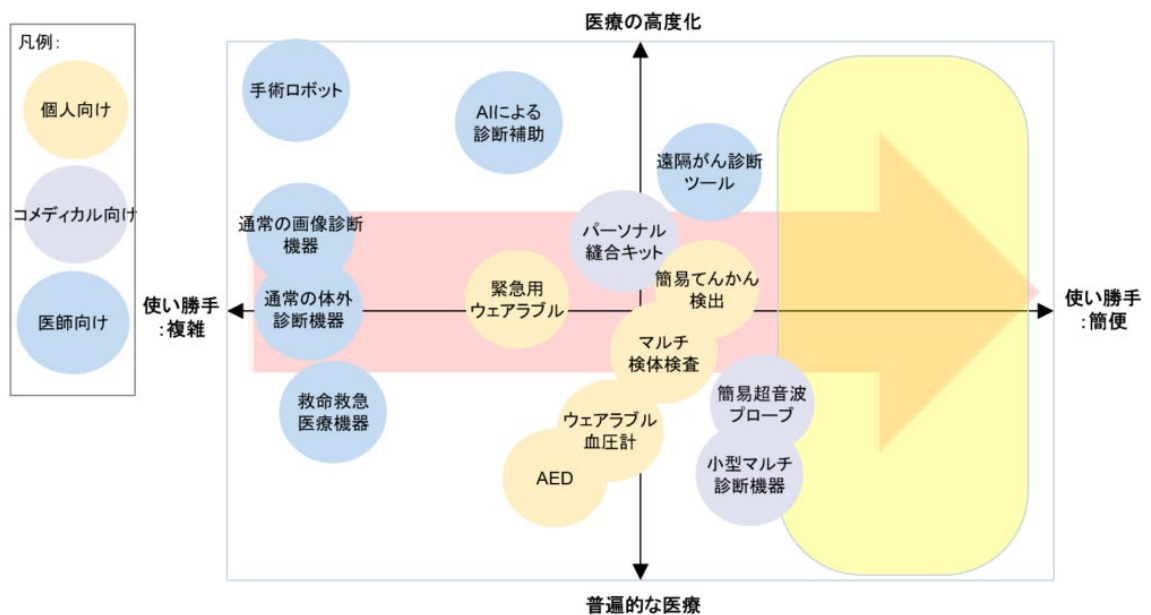 医療の高度化
凡例：
個人向け
コメディカル向け
医師向け
手術ロボット
AIによる
診断補助
遠隔がん診断
ツール
通常の画像診断
機器
パーソナル
縫合キット
簡易てんかん
検出
緊急用
ウェアラブル
通常の体外
診断機器
使い勝手
：複雑
使い勝手
：簡便
マルチ
検体検査
救命救急
医療機器
簡易超音波
プローブ
ウェアラブル
血圧計
AED
小型マルチ
診断機器
普遍的な医療